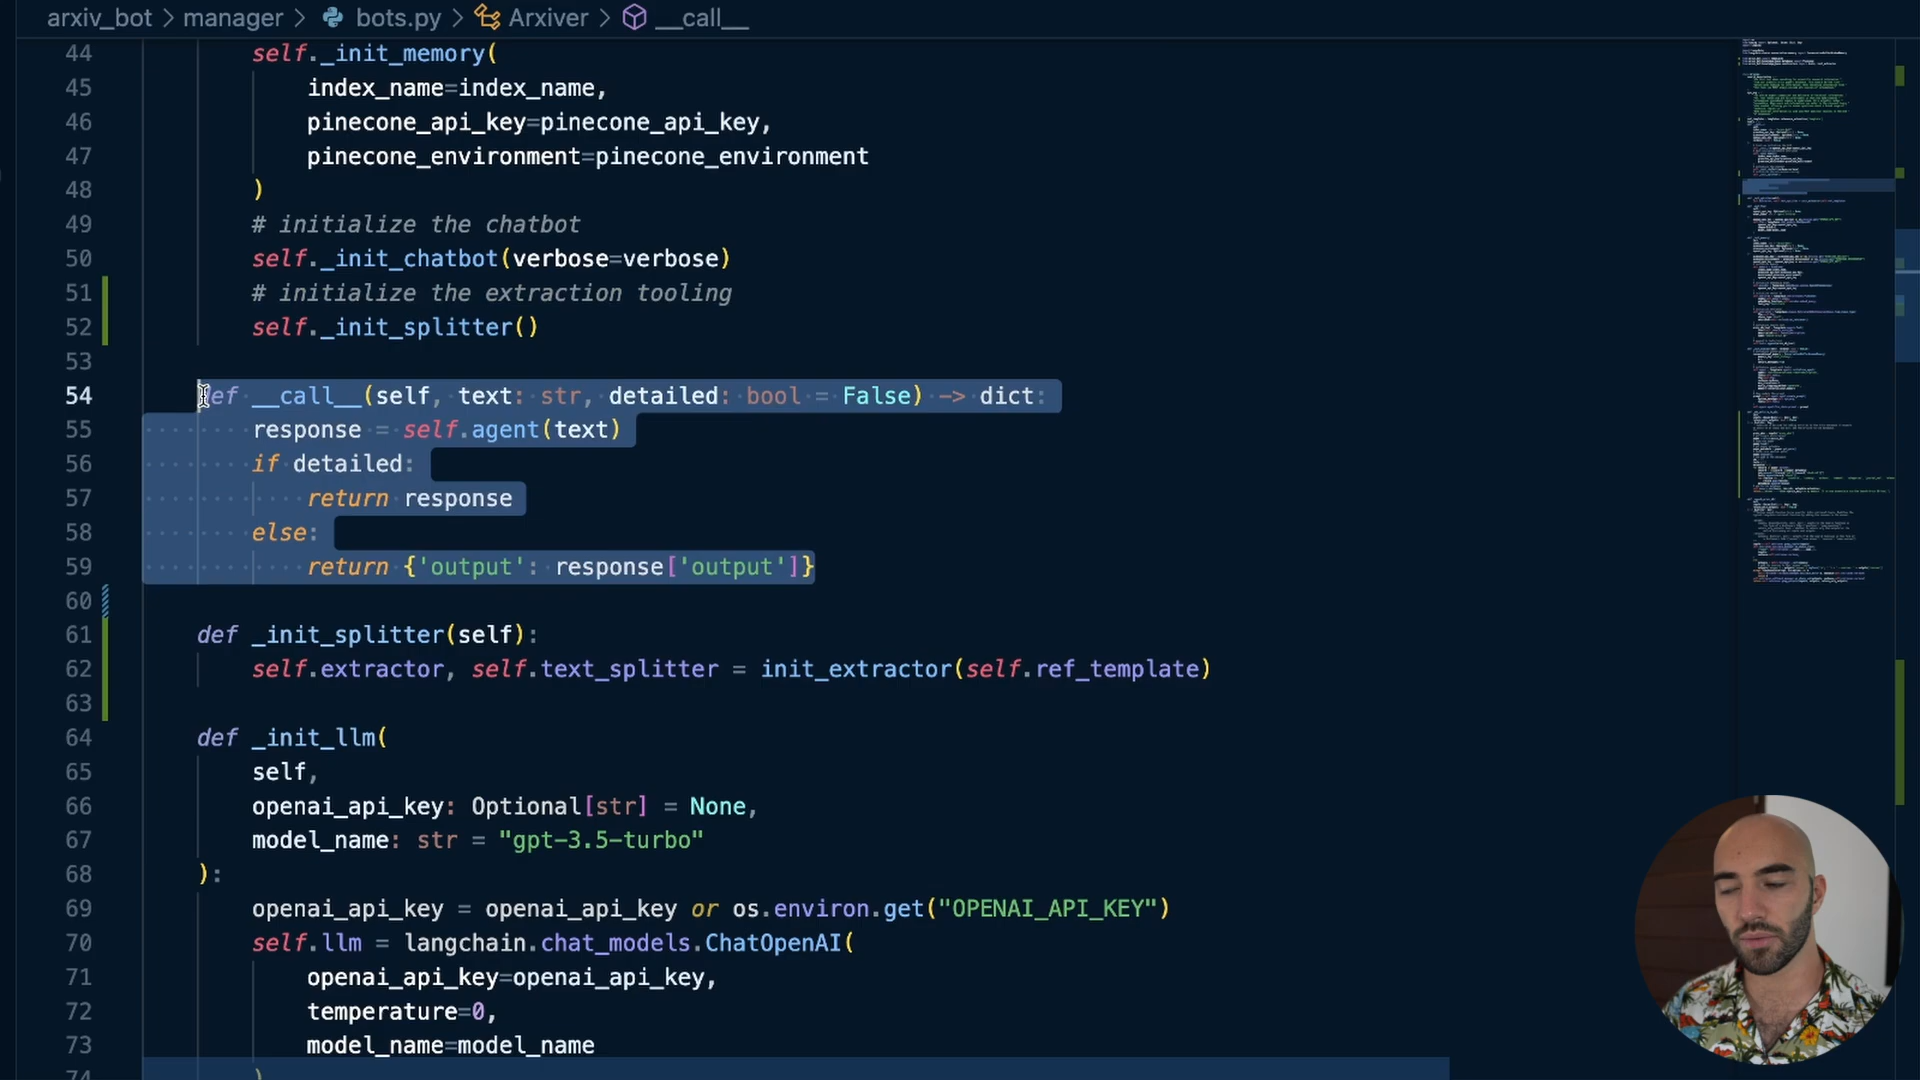 arxiv_bot > manager > bots.py > Arxiver > __call__
44 self._init_memory(
45 index_name=index_name,
46 pinecone_api_key=pinecone_api_key,
47 pinecone_environment=pinecone_environment
48 )
49 # initialize the chatbot
50 self._init_chatbot(verbose=verbose)
51 # initialize the extraction tooling
52 self._init_splitter()
53
54 def __call__(self, text: str, detailed: bool = False) -> dict:
55 response = self.agent(text)
56 if detailed:
57 return response
58 else:
59 return {'output': response['output']}
60
61 def _init_splitter(self):
62 self.extractor, self.text_splitter = init_extractor(self.ref_template)
63
64 def _init_llm(
65 self,
66 openai_api_key: Optional[str] = None,
67 model_name: str = "gpt-3.5-turbo"
68 ):
69 openai_api_key = openai_api_key or os.environ.get("OPENAI_API_KEY")
70 self.llm = langchain.chat_models.ChatOpenAI(
71 openai_api_key=openai_api_key,
72 temperature=0,
73 model_name=model_name
74 )